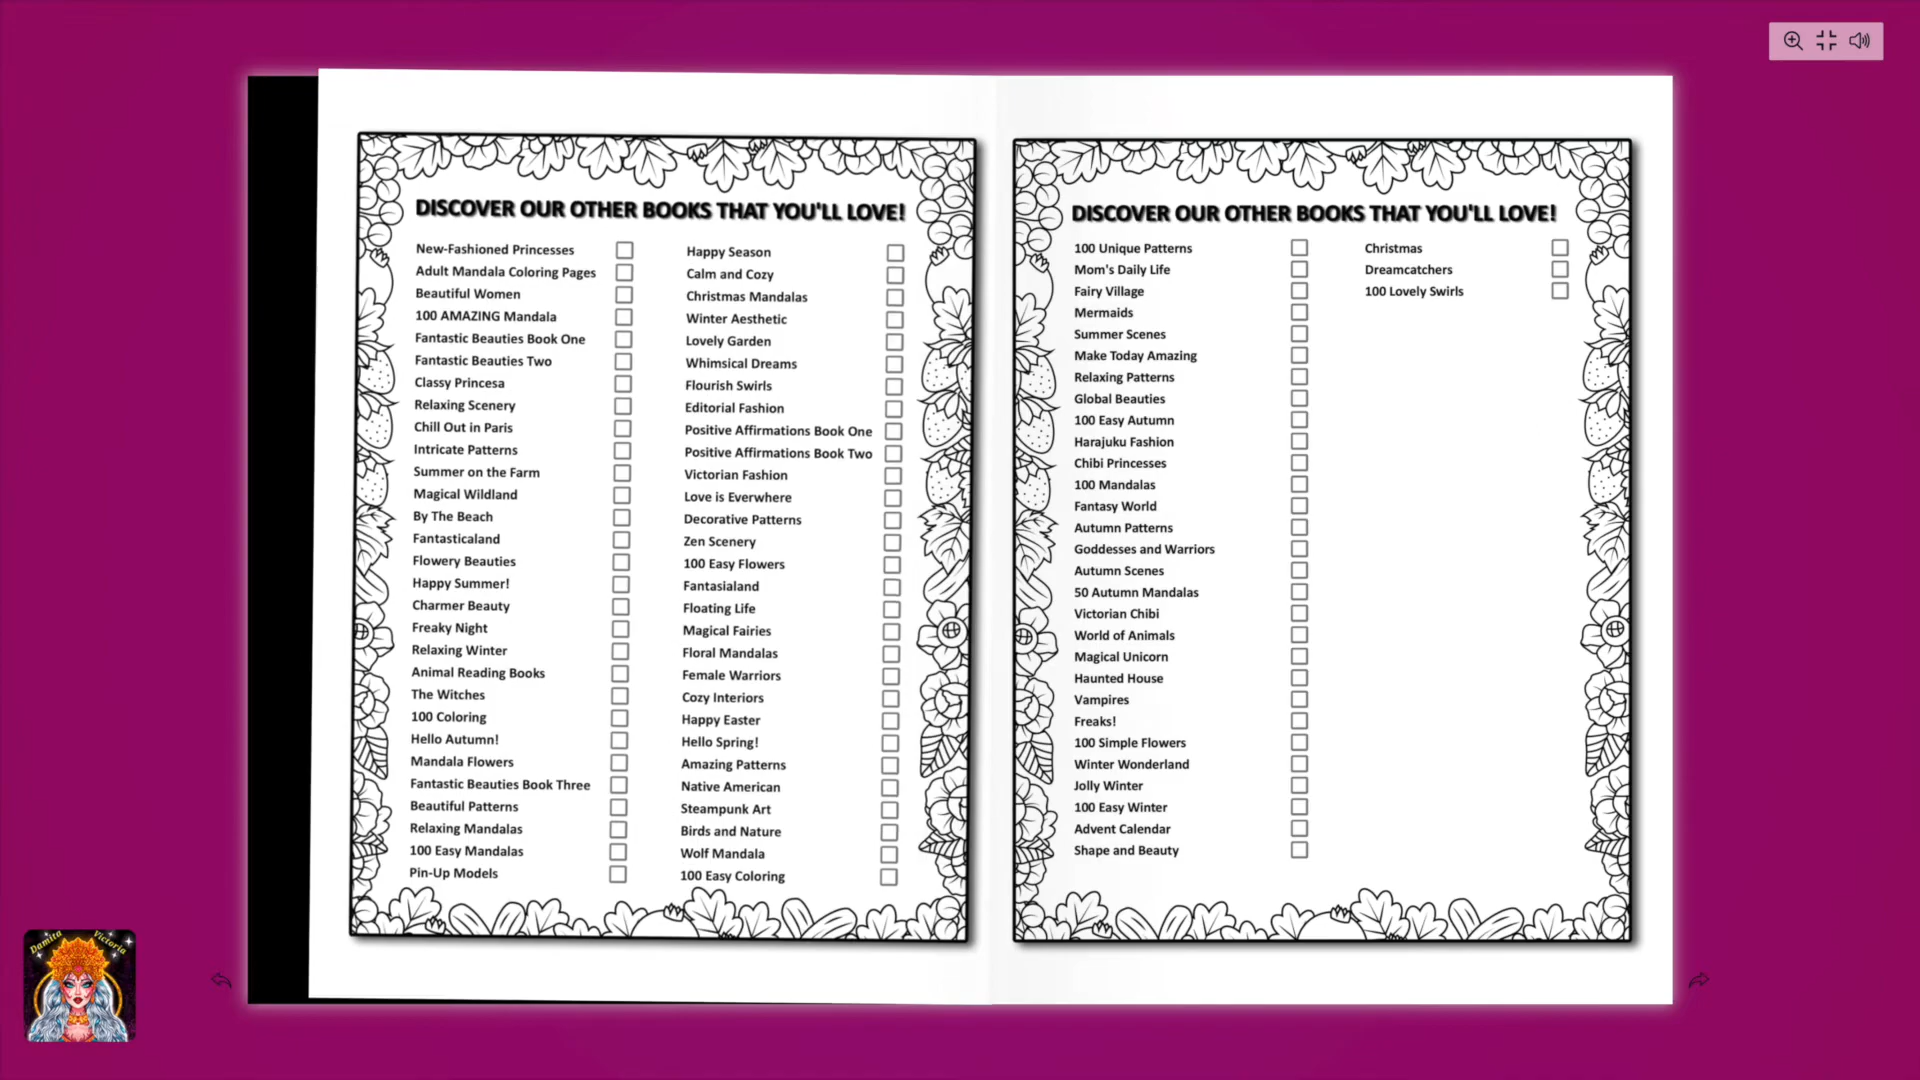 DISCOVER OUR OTHER BOOKS THAT YOU'LL LOVE!
New-Fashioned Princesses
Adult Mandala Coloring Pages
Beautiful Women
100 AMAZING Mandala
Fantastic Beauties Book One
Fantastic Beauties Two
Classy Princesa
Relaxing Scenery
Chill Out in Paris
Intricate Patterns
Summer on the Farm
Magical Wildland
By The Beach
Fantasticaland
Flowery Beauties
Happy Summer!
Charmer Beauty
Freaky Night
Relaxing Winter
Animal Reading Books
The Witches
100 Coloring
Hello Autumn!
Mandala Flowers
Fantastic Beauties Book Three
Beautiful Patterns
Relaxing Mandalas
100 Easy Mandalas
Pin-Up Models
Happy Season
Calm and Cozy
Christmas Mandalas
Winter Aesthetic
Lovely Garden
Whimsical Dreams
Flourish Swirls
Editorial Fashion
Positive Affirmations Book One
Positive Affirmations Book Two
Victorian Fashion
Love is Everwhere
Decorative Patterns
Zen Scenery
100 Easy Flowers
Fantasialand
Floating Life
Magical Fairies
Floral Mandalas
Female Warriors
Cozy Interiors
Happy Easter
Hello Spring!
Amazing Patterns
Native American
Steampunk Art
Birds and Nature
Wolf Mandala
100 Easy Coloring
DISCOVER OUR OTHER BOOKS THAT YOU'LL LOVE!
100 Unique Patterns
Mom's Daily Life
Fairy Village
Mermaids
Summer Scenes
Make Today Amazing
Relaxing Patterns
Global Beauties
100 Easy Autumn
Harajuku Fashion
Chibi Princesses
100 Mandalas
Fantasy World
Autumn Patterns
Goddesses and Warriors
Autumn Scenes
50 Autumn Mandalas
Victorian Chibi
World of Animals
Magical Unicorn
Haunted House
Vampires
Freaks!
100 Simple Flowers
Winter Wonderland
Jolly Winter
100 Easy Winter
Advent Calendar
Shape and Beauty
Christmas
Dreamcatchers
100 Lovely Swirls
Damita Victoria